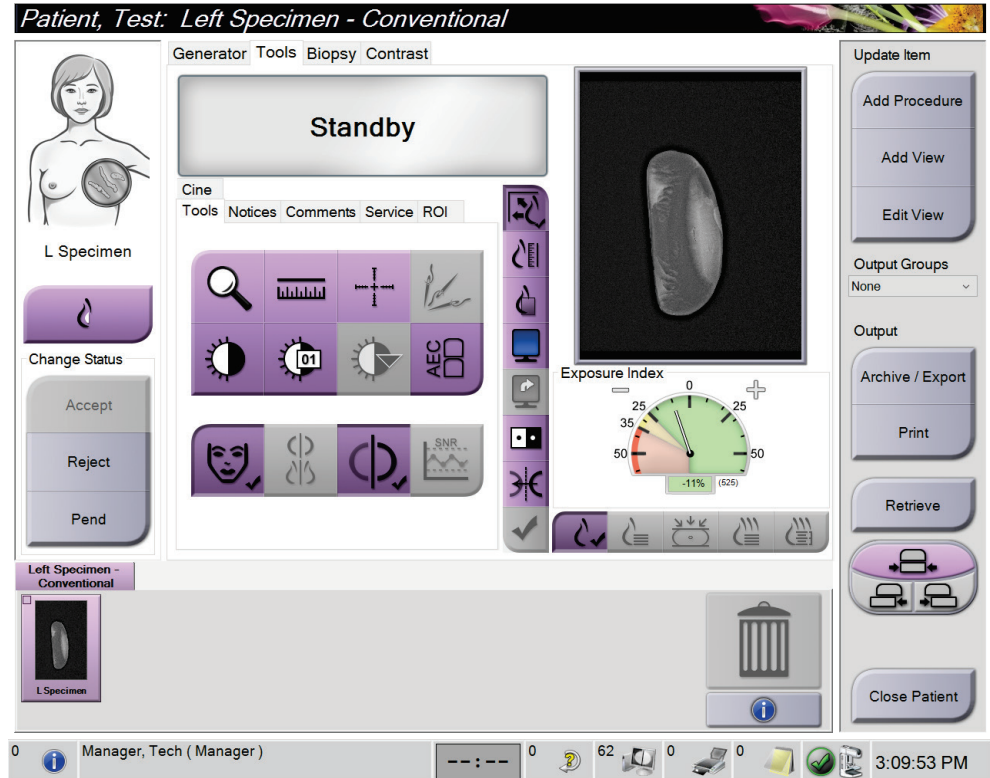 Patient, Test: Left Specimen - Conventional
Generator Tools Biopsy Contrast
Standby
Cine
Tools Notices Comments Service ROI
01
AEC
SNR
L Specimen
Change Status
Accept
Reject
Pend
Exposure Index
0
25 25
35
50 50
-11% (525)
Update Item
Add Procedure
Add View
Edit View
Output Groups
None
Output
Archive / Export
Print
Retrieve
Close Patient
Left Specimen -
Conventional
L Specimen
0 Manager, Tech ( Manager ) --:-- 0 62 0 0 3:09:53 PM